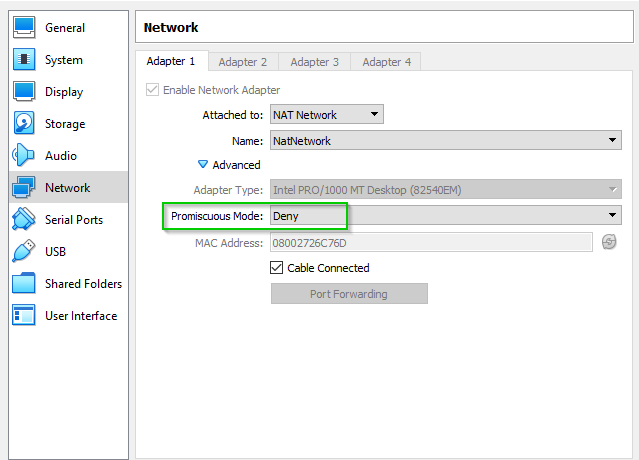 General
System
Display
Storage
Audio
Network
Serial Ports
USB
Shared Folders
User Interface
Network
Adapter 1 Adapter 2 Adapter 3 Adapter 4
Enable Network Adapter
Attached to: NAT Network
Name: NatNetwork
Advanced
Adapter Type: Intel PRO/1000 MT Desktop (82540EM)
Promiscuous Mode: Deny
MAC Address: 08002726C76D
Cable Connected
Port Forwarding